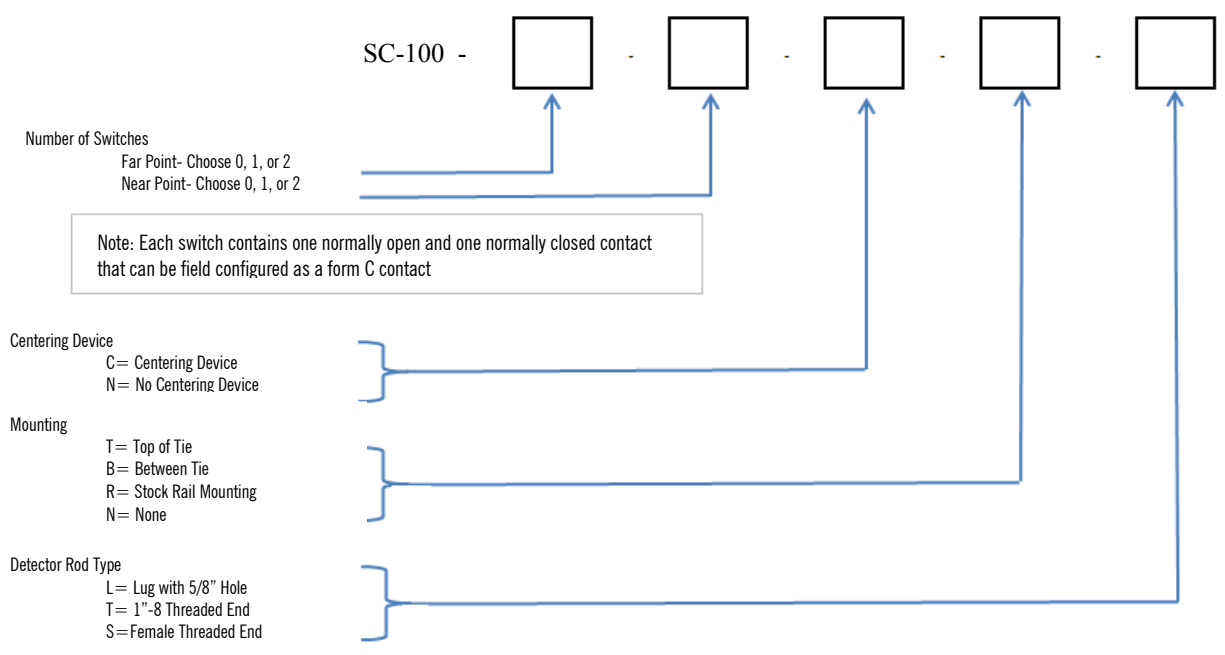 SC-100 - - - - -
Number of Switches
Far Point- Choose 0, 1, or 2
Near Point- Choose 0, 1, or 2
Note: Each switch contains one normally open and one normally closed contact
that can be field configured as a form C contact
Centering Device
C= Centering Device
N= No Centering Device
Mounting
T= Top of Tie
B= Between Tie
R= Stock Rail Mounting
N= None
Detector Rod Type
L= Lug with 5/8” Hole
T= 1”-8 Threaded End
S=Female Threaded End